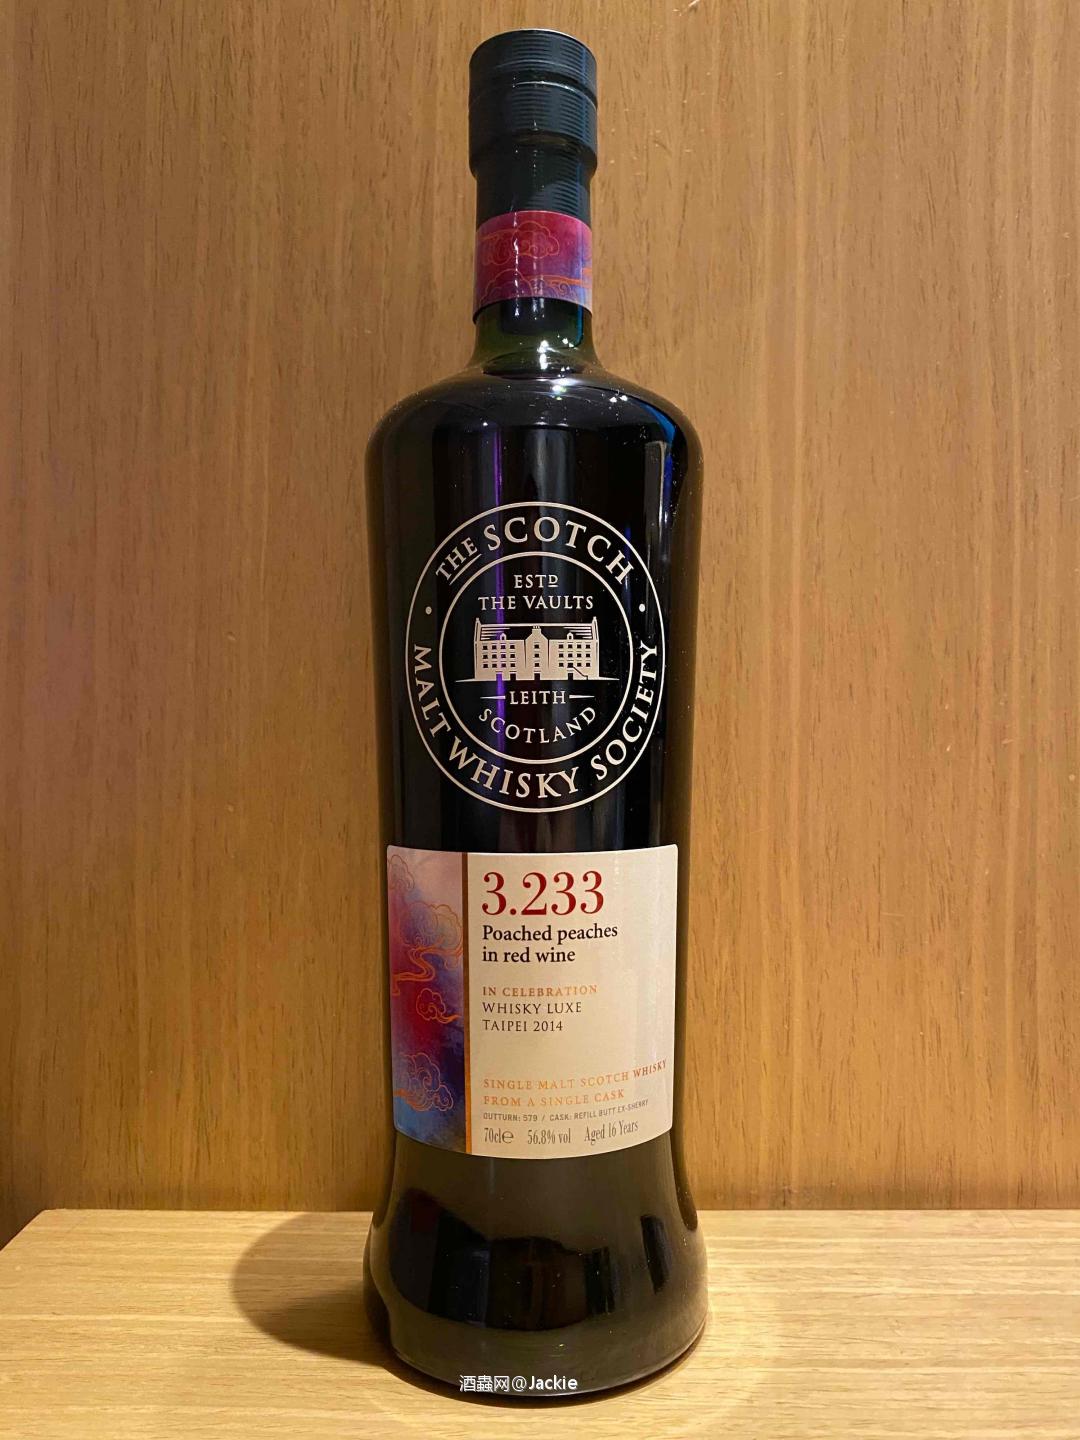 THE SCOTCH
MALT WHISKY SOCIETY
ESTD
THE VAULTS
LEITH
SCOTLAND
3.233
Poached peaches
in red wine
IN CELEBRATION
WHISKY LUXE
TAIPEI 2014
SINGLE MALT SCOTCH WHISKY
FROM A SINGLE CASK
OUTTURN: 579 / CASK: REFILL BUTT EX-SHERRY
70cl℮ 56.8% vol Aged 16 Years
酒蟲网@Jackie